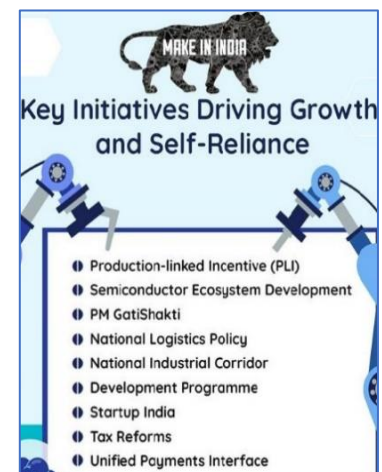 MAKE IN INDIA
Key Initiatives Driving Growth
and Self-Reliance
Production-linked Incentive (PLI)
Semiconductor Ecosystem Development
PM GatiShakti
National Logistics Policy
National Industrial Corridor
Development Programme
Startup India
Tax Reforms
Unified Payments Interface